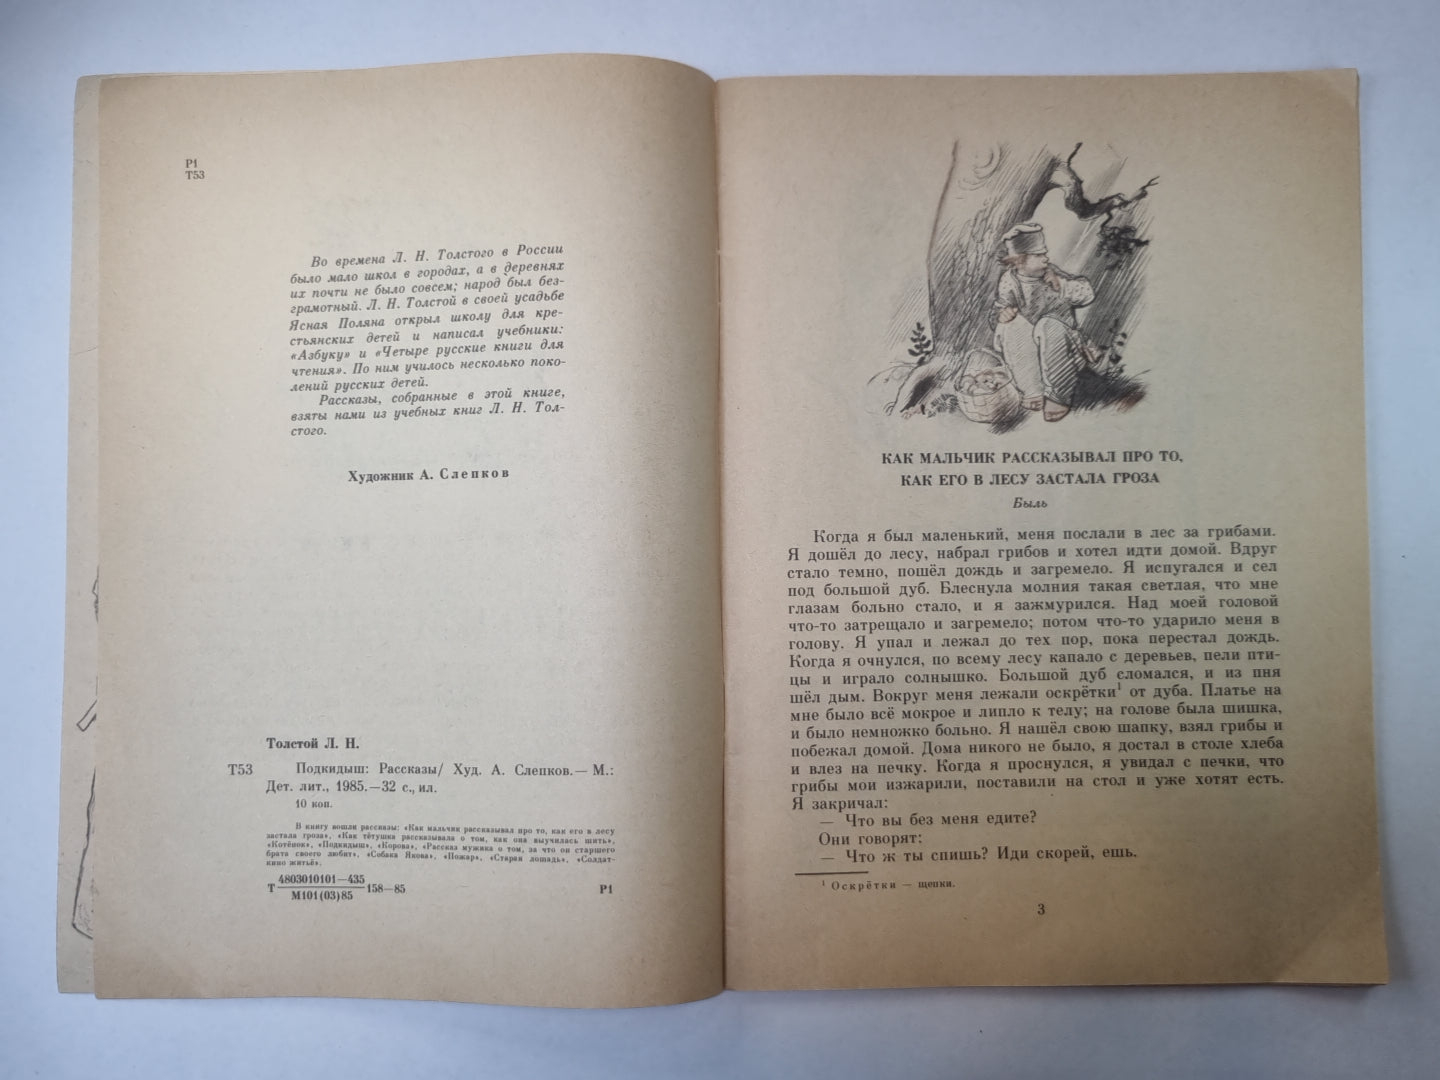 Р1
Т53
Во времена Л. Н. Толстого в России
было мало школ в городах, а в деревнях
их почти не было совсем; народ был без-
грамотный. Л. Н. Толстой в своей усадьбе
Ясная Поляна открыл школу для кре-
стьянских детей и написал учебники:
«Азбуку» и «Четыре русские книги для
чтения». По ним училось несколько поко-
лений русских детей.
Рассказы, собранные в этой книге,
взяты нами из учебных книг Л. Н. Тол-
стого.
Художник А. Слепков
Толстой Л. Н.
Т53 Подкидыш: Рассказы/ Худ. А. Слепков.— М.:
Дет. лит., 1985.—32 с., ил.
10 коп.
В книгу вошли рассказы: «Как мальчик рассказывал про то, как его в лесу
застала гроза», «Как тётушка рассказывала о том, как она выучилась шить»,
«Котёнок», «Подкидыш», «Корова», «Рассказ мужика о том, за что он старшего
брата своего любит», «Собака Якова», «Пожар», «Старая лошадь», «Солдат-
кино житьё».
4803010101—435
Т 158—85
М101(03)85
Р1
КАК МАЛЬЧИК РАССКАЗЫВАЛ ПРО ТО,
КАК ЕГО В ЛЕСУ ЗАСТАЛА ГРОЗА
Быль
Когда я был маленький, меня послали в лес за грибами.
Я дошёл до лесу, набрал грибов и хотел идти домой. Вдруг
стало темно, пошёл дождь и загремело. Я испугался и сел
под большой дуб. Блеснула молния такая светлая, что мне
глазам больно стало, и я зажмурился. Над моей головой
что-то затрещало и загремело; потом что-то ударило меня в
голову. Я упал и лежал до тех пор, пока перестал дождь.
Когда я очнулся, по всему лесу капало с деревьев, пели пти-
цы и играло солнышко. Большой дуб сломался, и из пня
шёл дым. Вокруг меня лежали оскрётки¹ от дуба. Платье на
мне было всё мокрое и липло к телу; на голове была шишка,
и было немножко больно. Я нашёл свою шапку, взял грибы и
побежал домой. Дома никого не было, я достал в столе хлеба
и влез на печку. Когда я проснулся, я увидал с печки, что
грибы мои изжарили, поставили на стол и уже хотят есть.
Я закричал:
— Что вы без меня едите?
Они говорят:
— Что ж ты спишь? Иди скорей, ешь.
¹ Оскрётки — щепки.
3